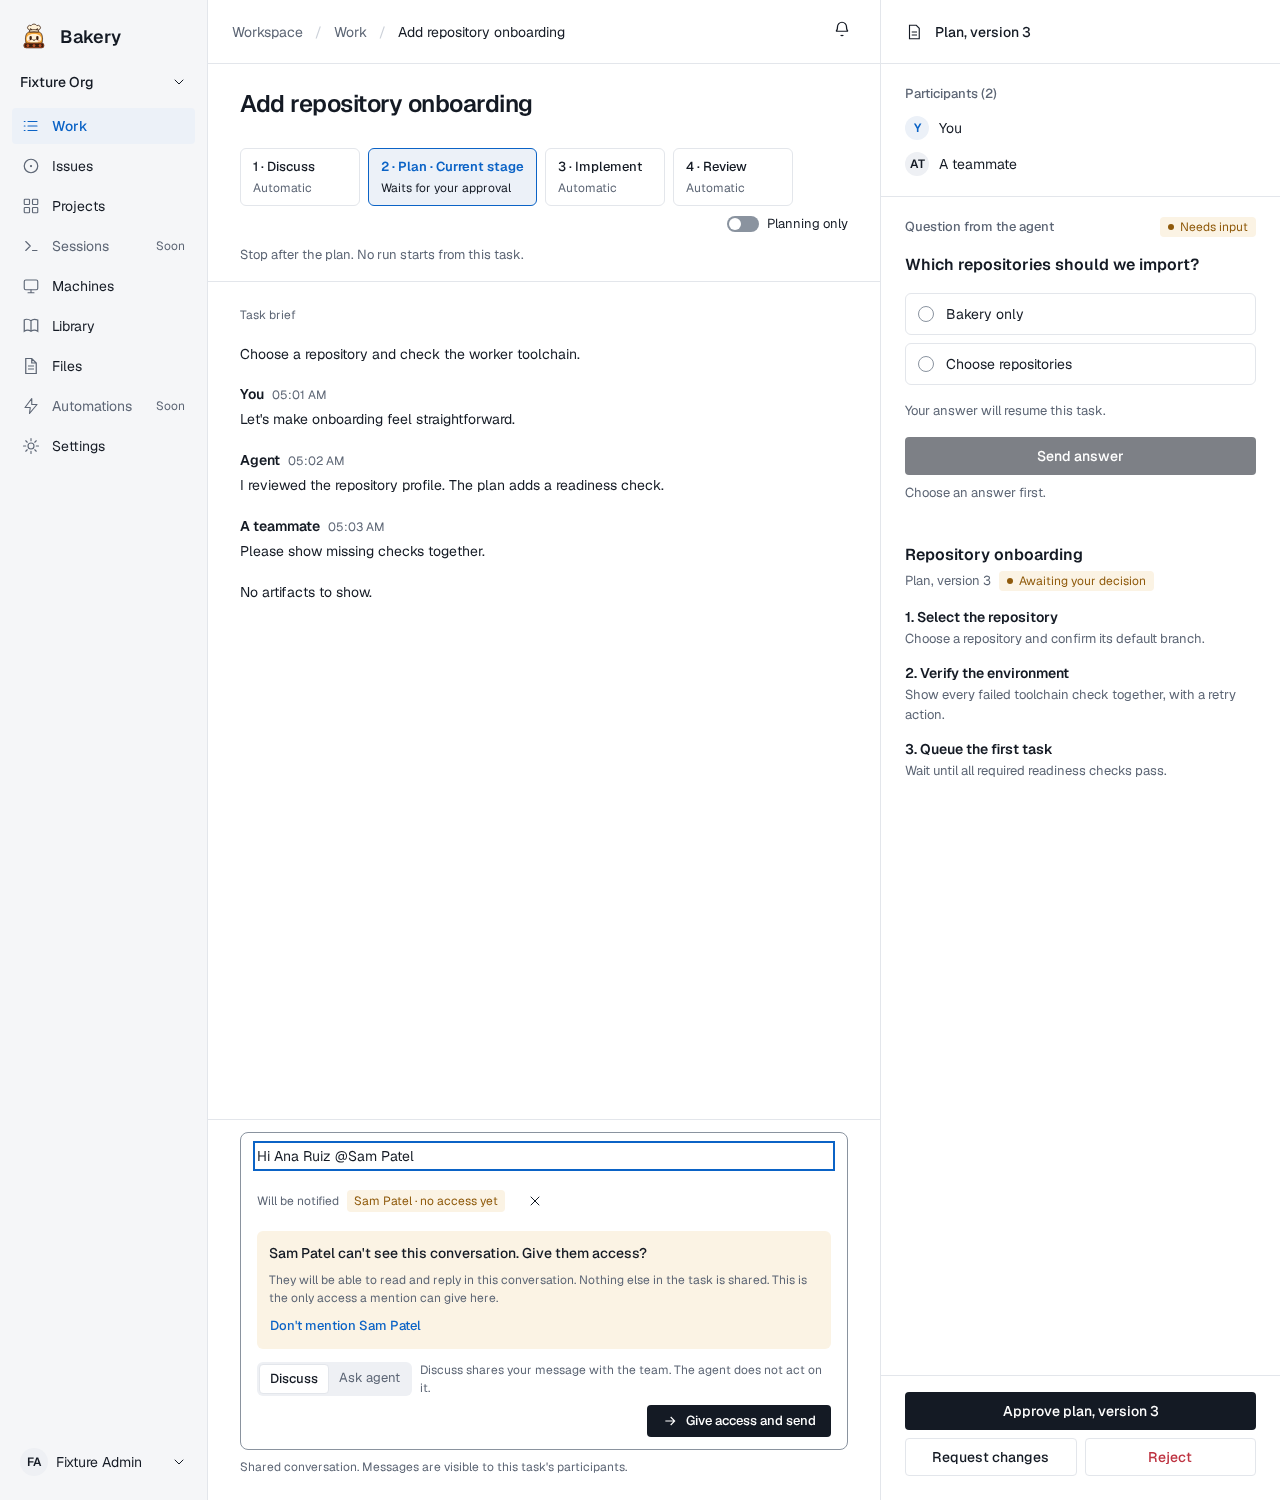 Bakery
Fixture Org
Work
Issues
Projects
Sessions Soon
Machines
Library
Files
Automations Soon
Settings
FA Fixture Admin
Workspace / Work / Add repository onboarding
Add repository onboarding
1 · Discuss
Automatic
2 · Plan · Current stage
Waits for your approval
3 · Implement
Automatic
4 · Review
Automatic
Planning only
Stop after the plan. No run starts from this task.
Task brief
Choose a repository and check the worker toolchain.
You 05:01 AM
Let's make onboarding feel straightforward.
Agent 05:02 AM
I reviewed the repository profile. The plan adds a readiness check.
A teammate 05:03 AM
Please show missing checks together.
No artifacts to show.
Hi Ana Ruiz @Sam Patel
Will be notified Sam Patel · no access yet
Sam Patel can't see this conversation. Give them access?
They will be able to read and reply in this conversation. Nothing else in the task is shared. This is
the only access a mention can give here.
Don't mention Sam Patel
Discuss Ask agent
Discuss shares your message with the team. The agent does not act on
it.
Give access and send
Shared conversation. Messages are visible to this task's participants.
Plan, version 3
Participants (2)
Y You
AT A teammate
Question from the agent Needs input
Which repositories should we import?
Bakery only
Choose repositories
Your answer will resume this task.
Send answer
Choose an answer first.
Repository onboarding
Plan, version 3 Awaiting your decision
1. Select the repository
Choose a repository and confirm its default branch.
2. Verify the environment
Show every failed toolchain check together, with a retry
action.
3. Queue the first task
Wait until all required readiness checks pass.
Approve plan, version 3
Request changes Reject